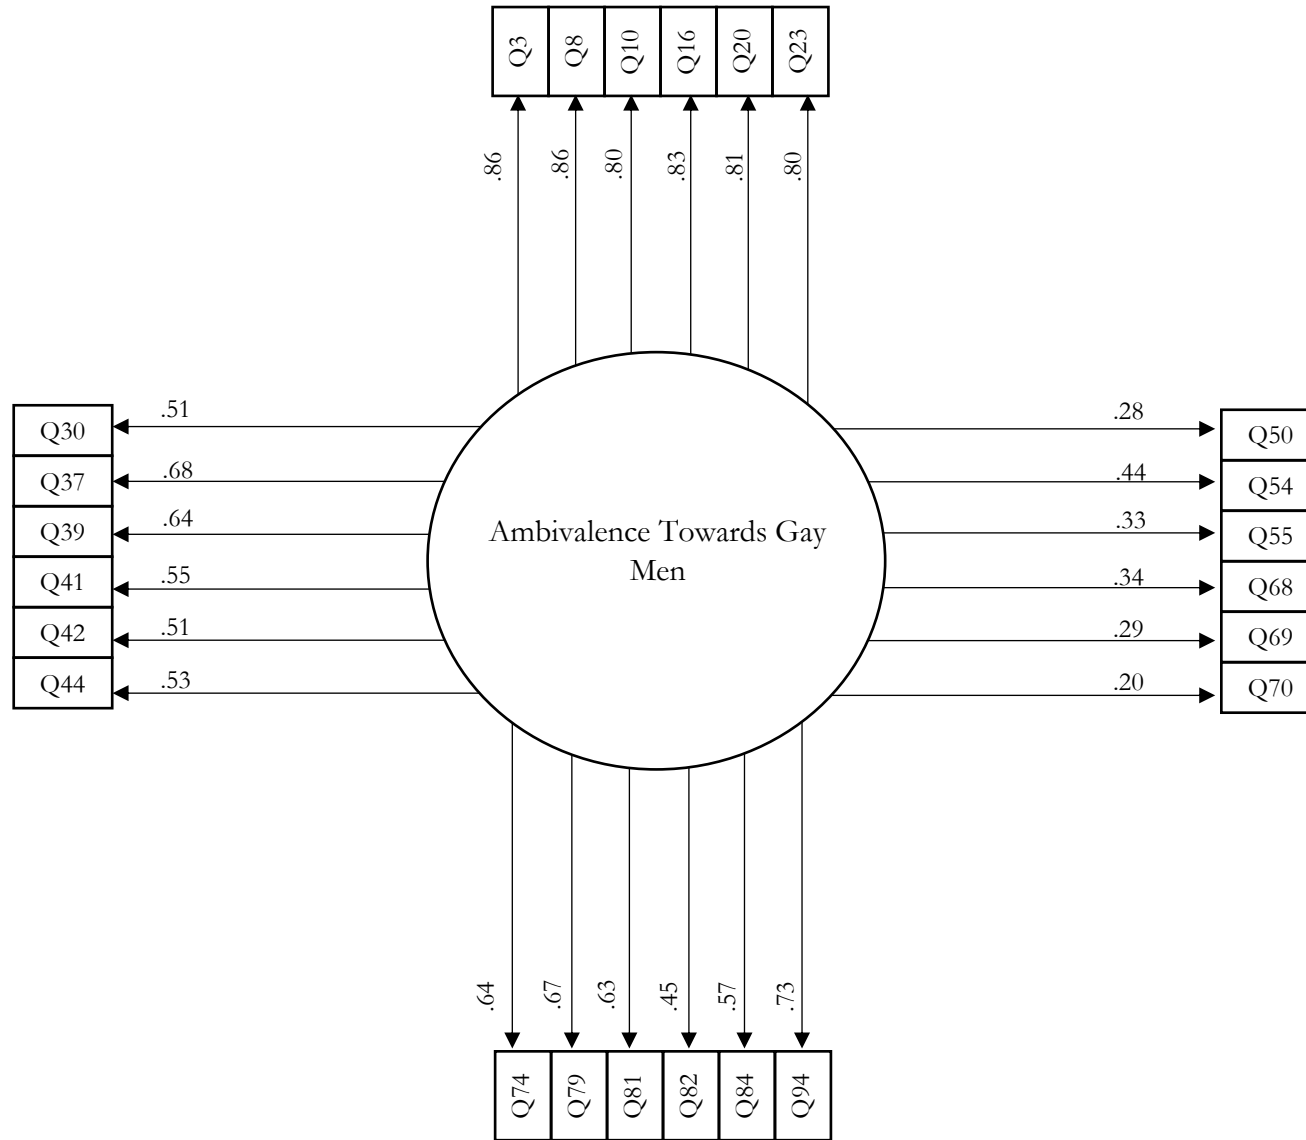 Q3
Q8
Q10
Q16
Q20
Q23
.86
.86
.80
.83
.81
.80
Q30
Q37
Q39
Q41
Q42
Q44
.51
.68
.64
.55
.51
.53
Ambivalence Towards Gay
Men
.28
.44
.33
.34
.29
.20
Q50
Q54
Q55
Q68
Q69
Q70
.64
.67
.63
.45
.57
.73
Q74
Q79
Q81
Q82
Q84
Q94